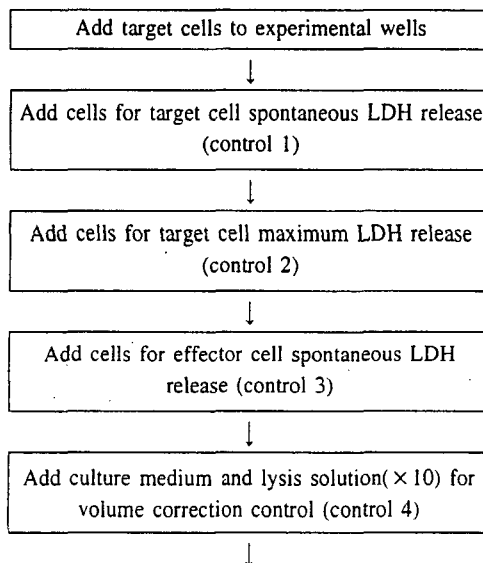 Add target cells to experimental wells
↓
Add cells for target cell spontaneous LDH release
(control 1)
↓
Add cells for target cell maximum LDH release
(control 2)
↓
Add cells for effector cell spontaneous LDH
release (control 3)
↓
Add culture medium and lysis solution(×10) for
volume correction control (control 4)
↓